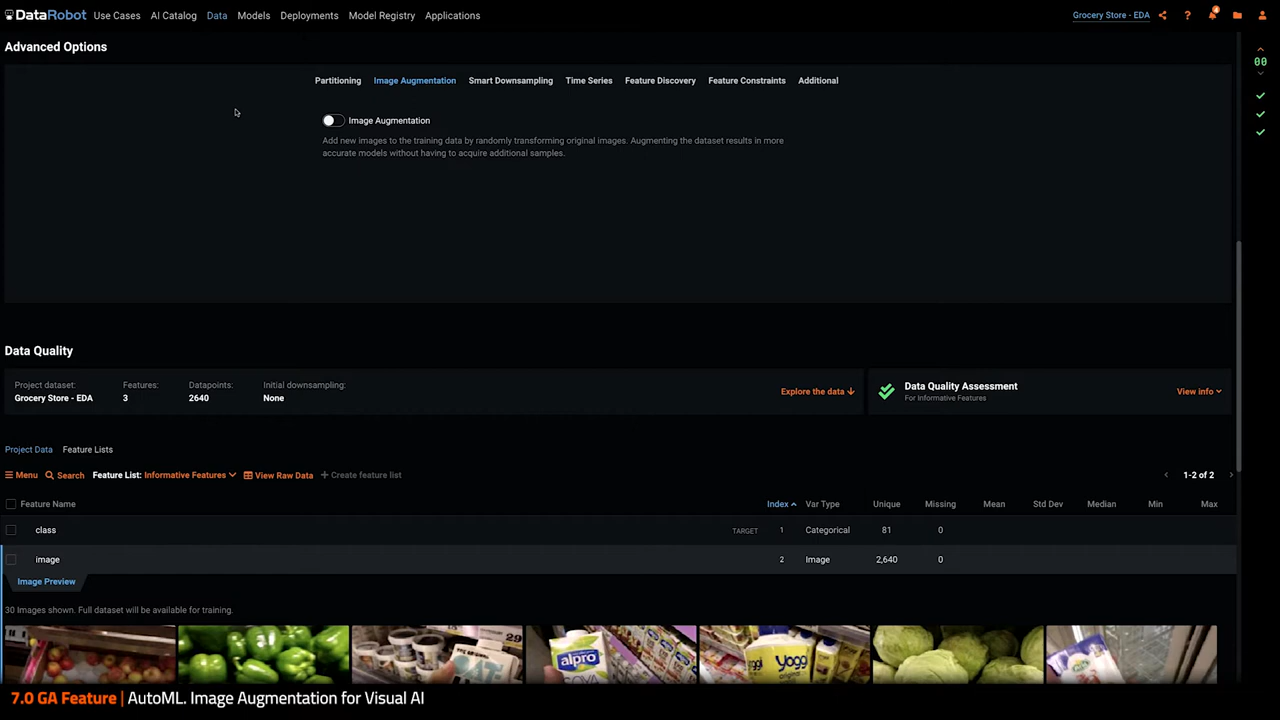 DataRobot Use Cases AI Catalog Data Models Deployments Model Registry Applications Grocery Store - EDA ? 4
Advanced Options
00
Partitioning Image Augmentation Smart Downsampling Time Series Feature Discovery Feature Constraints Additional
Image Augmentation
Add new images to the training data by randomly transforming original images. Augmenting the dataset results in more
accurate models without having to acquire additional samples.
Data Quality
Project dataset: Features: Datapoints: Initial downsampling:
Grocery Store - EDA 3 2640 None
Explore the data
Data Quality Assessment
For Informative Features
View info
Project Data Feature Lists
Menu Search Feature List: Informative Features View Raw Data + Create feature list 1-2 of 2
Feature Name Index Var Type Unique Missing Mean Std Dev Median Min Max
class TARGET 1 Categorical 81 0
image 2 Image 2,640 0
Image Preview
30 Images shown. Full dataset will be available for training.
29
alpro
Yoggi
7.0 GA Feature | AutoML. Image Augmentation for Visual AI